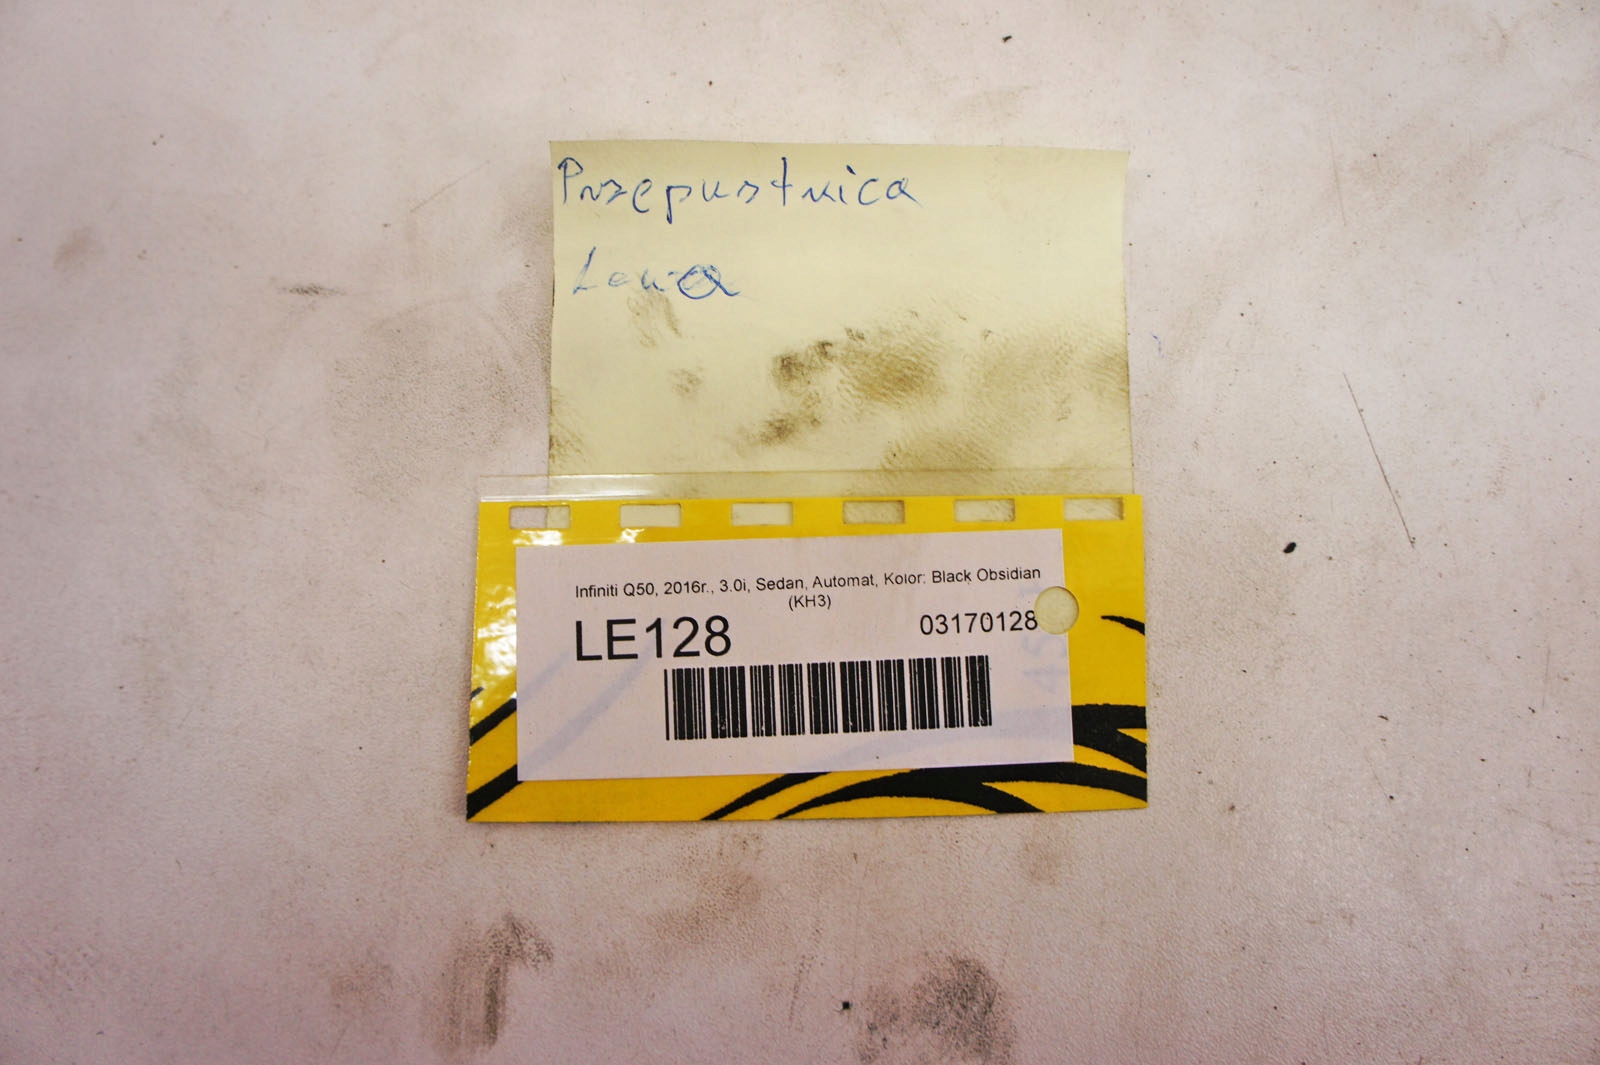 Przepustnica
Lewa
Infiniti Q50, 2016r., 3.0i, Sedan, Automat, Kolor: Black Obsidian
(KH3)
LE128
03170128